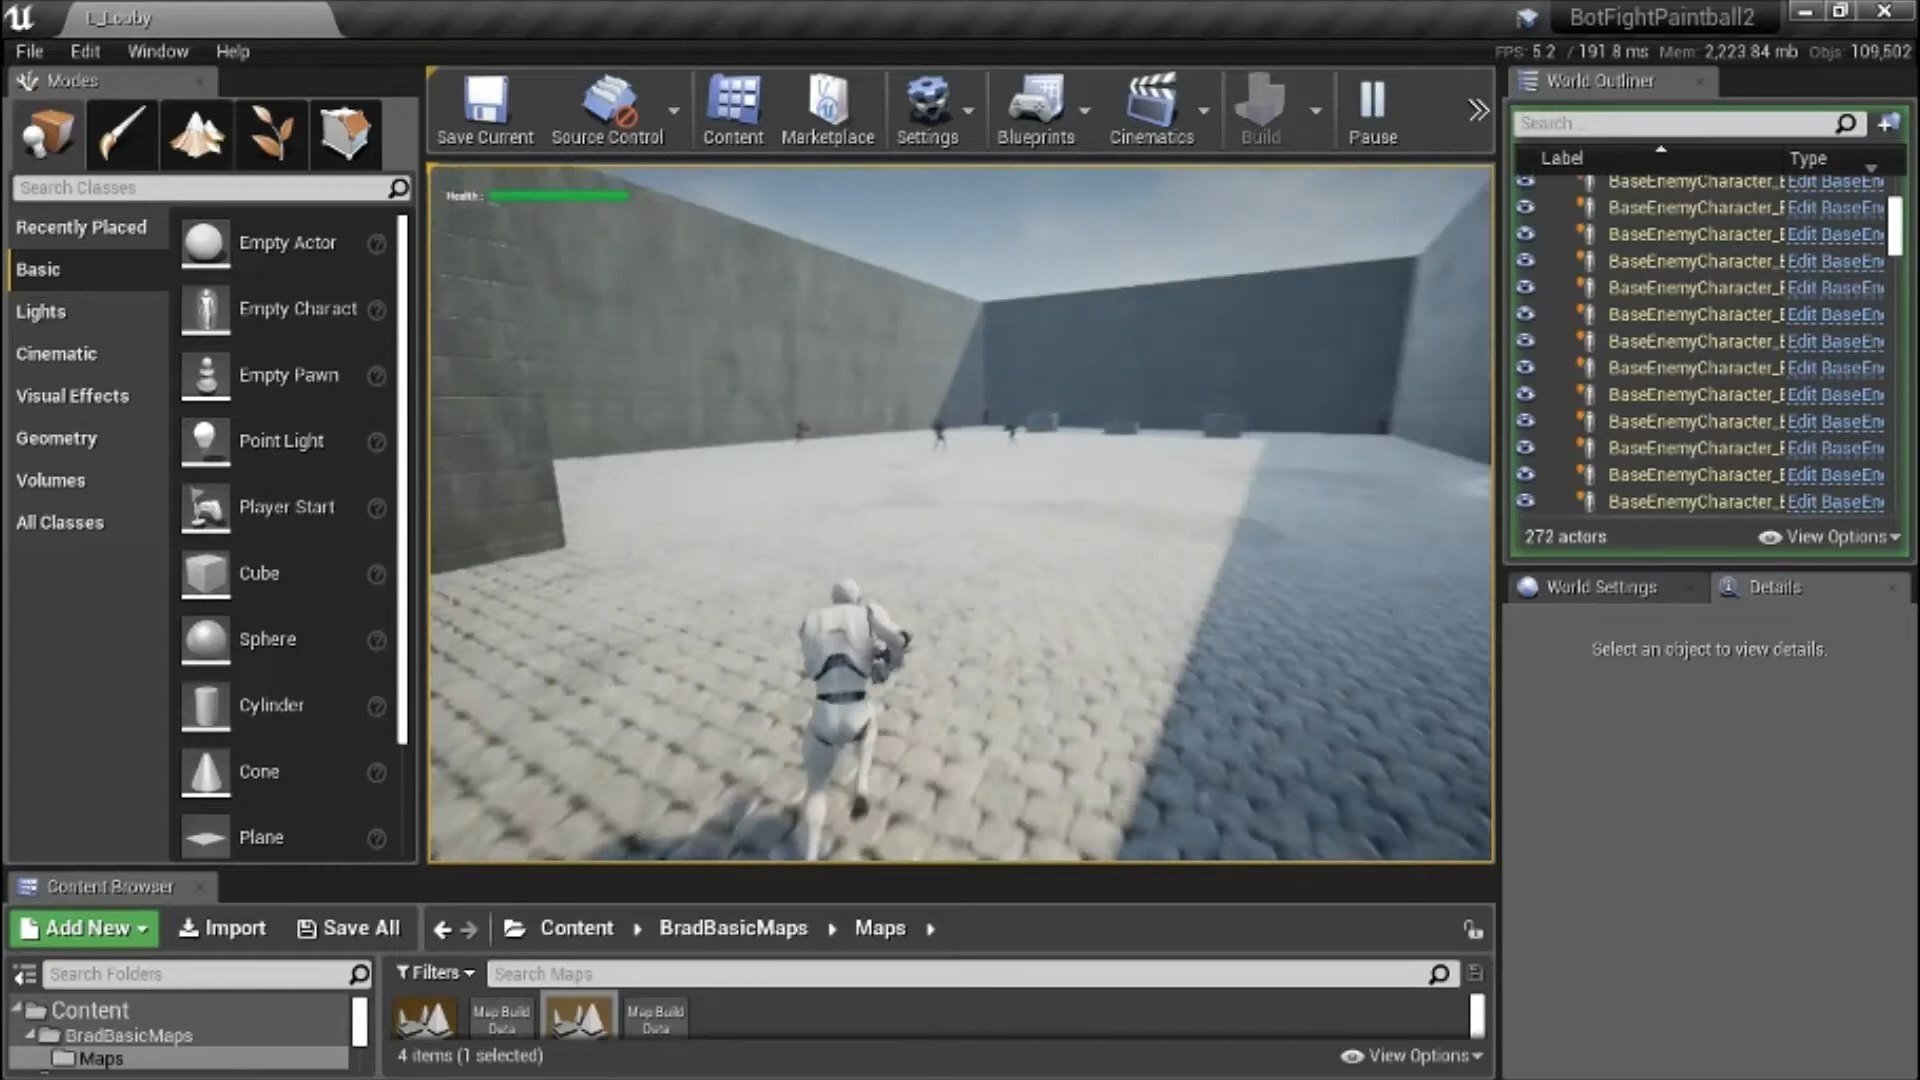 L_Looby
BotFightPaintball2
File Edit Window Help
FPS: 5.2 / 191.8 ms Mem: 2,223.84 mb Objs: 109,502
Modes
Search Classes
Recently Placed
Basic
Lights
Cinematic
Visual Effects
Geometry
Volumes
All Classes
Empty Actor
Empty Charact
Empty Pawn
Point Light
Player Start
Cube
Sphere
Cylinder
Cone
Plane
Save Current
Source Control
Content
Marketplace
Settings
Blueprints
Cinematics
Build
Pause
Health:
World Outliner
Search...
Label Type
BaseEnemyCharacter_ Edit BaseEn
BaseEnemyCharacter_ Edit BaseEn
BaseEnemyCharacter_ Edit BaseEn
BaseEnemyCharacter_ Edit BaseEn
BaseEnemyCharacter_ Edit BaseEn
BaseEnemyCharacter_ Edit BaseEn
BaseEnemyCharacter_ Edit BaseEn
BaseEnemyCharacter_ Edit BaseEn
BaseEnemyCharacter_ Edit BaseEn
BaseEnemyCharacter_ Edit BaseEn
BaseEnemyCharacter_ Edit BaseEn
BaseEnemyCharacter_ Edit BaseEn
BaseEnemyCharacter_ Edit BaseEn
272 actors View Options
World Settings Details
Select an object to view details.
Content Browser
Add New Import Save All Content BradBasicMaps Maps
Search Folders
Content
BradBasicMaps
Maps
Filters Search Maps
Map Build Data
Map Build Data
4 items (1 selected) View Options